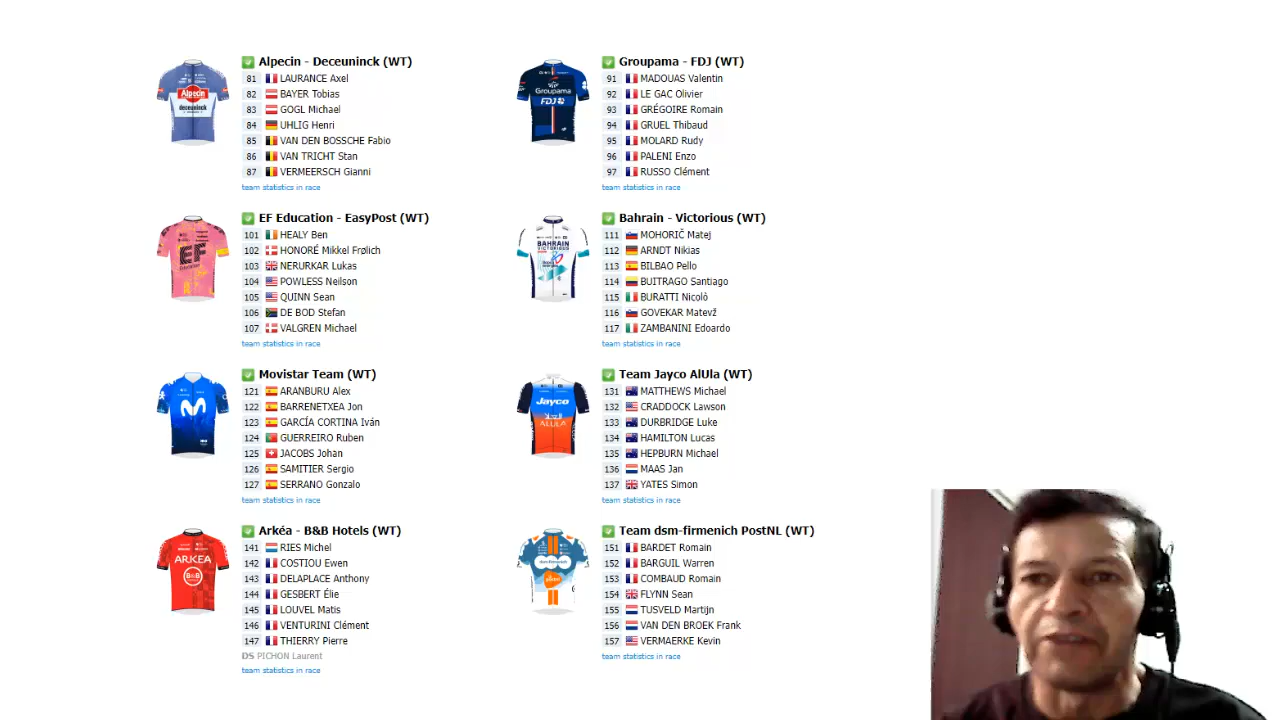 Alpecin - Deceuninck (WT)
81 LAURANCE Axel
82 BAYER Tobias
83 GOGL Michael
84 UHLIG Henri
85 VAN DEN BOSSCHE Fabio
86 VAN TRICHT Stan
87 VERMEERSCH Gianni
team statistics in race
Groupama - FDJ (WT)
91 MADOUAS Valentin
92 LE GAC Olivier
93 GRÉGOIRE Romain
94 GRUEL Thibaud
95 MOLARD Rudy
96 PALENI Enzo
97 RUSSO Clément
team statistics in race
EF Education - EasyPost (WT)
101 HEALY Ben
102 HONORÉ Mikkel Frølich
103 NERURKAR Lukas
104 POWLESS Neilson
105 QUINN Sean
106 DE BOD Stefan
107 VALGREN Michael
team statistics in race
Bahrain - Victorious (WT)
111 MOHORIČ Matej
112 ARNDT Nikias
113 BILBAO Pello
114 BUITRAGO Santiago
115 BURATTI Nicolò
116 GOVEKAR Matevž
117 ZAMBANINI Edoardo
team statistics in race
Movistar Team (WT)
121 ARANBURU Alex
122 BARRENETXEA Jon
123 GARCÍA CORTINA Iván
124 GUERREIRO Ruben
125 JACOBS Johan
126 SAMITIER Sergio
127 SERRANO Gonzalo
team statistics in race
Team Jayco AlUla (WT)
131 MATTHEWS Michael
132 CRADDOCK Lawson
133 DURBRIDGE Luke
134 HAMILTON Lucas
135 HEPBURN Michael
136 MAAS Jan
137 YATES Simon
team statistics in race
Arkéa - B&B Hotels (WT)
141 RIES Michel
142 COSTIOU Ewen
143 DELAPLACE Anthony
144 GESBERT Élie
145 LOUVEL Matis
146 VENTURINI Clément
147 THIERRY Pierre
DS PICHON Laurent
team statistics in race
Team dsm-firmenich PostNL (WT)
151 BARDET Romain
152 BARGUIL Warren
153 COMBAUD Romain
154 FLYNN Sean
155 TUSVELD Martijn
156 VAN DEN BROEK Frank
157 VERMAERKE Kevin
team statistics in race
Alpecin
deceuninck
Groupama
FDJ
EF
BAHRAIN
VICTORIOUS
Jayco
ALULA
ARKEA
B&B